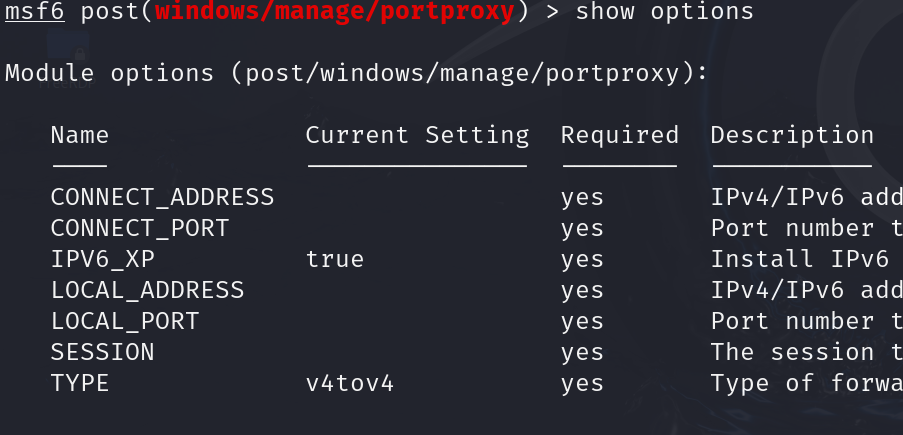 msf6 post(windows/manage/portproxy) > show options
Module options (post/windows/manage/portproxy):
Name Current Setting Required Description
CONNECT_ADDRESS yes IPv4/IPv6 add
CONNECT_PORT yes Port number t
IPV6_XP true yes Install IPv6
LOCAL_ADDRESS yes IPv4/IPv6 add
LOCAL_PORT yes Port number t
SESSION yes The session t
TYPE v4tov4 yes Type of forwa